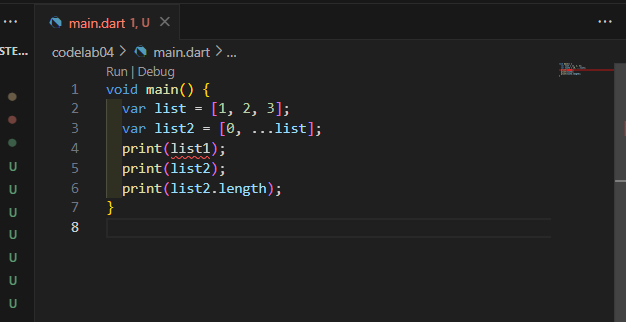 main.dart 1, U
STE...
codelab04 > main.dart > ...
Run | Debug
1 void main() {
2 var list = [1, 2, 3];
3 var list2 = [0, ...list];
4 print(list1);
5 print(list2);
6 print(list2.length);
7 }
8
U
U
U
U
U
U
U